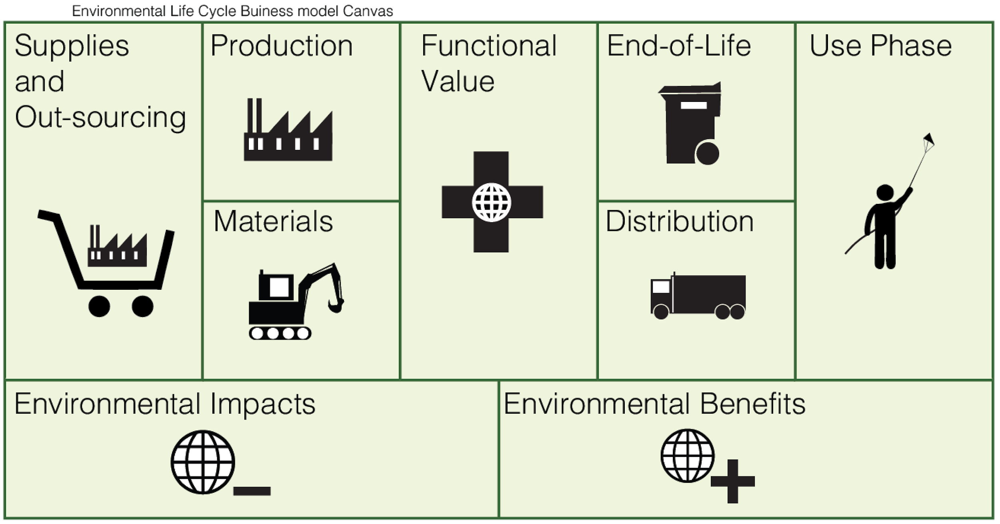 Environmental Life Cycle Buiness model Canvas
Supplies
and
Out-sourcing
Production
Materials
Functional
Value
End-of-Life
Distribution
Use Phase
Environmental Impacts
Environmental Benefits